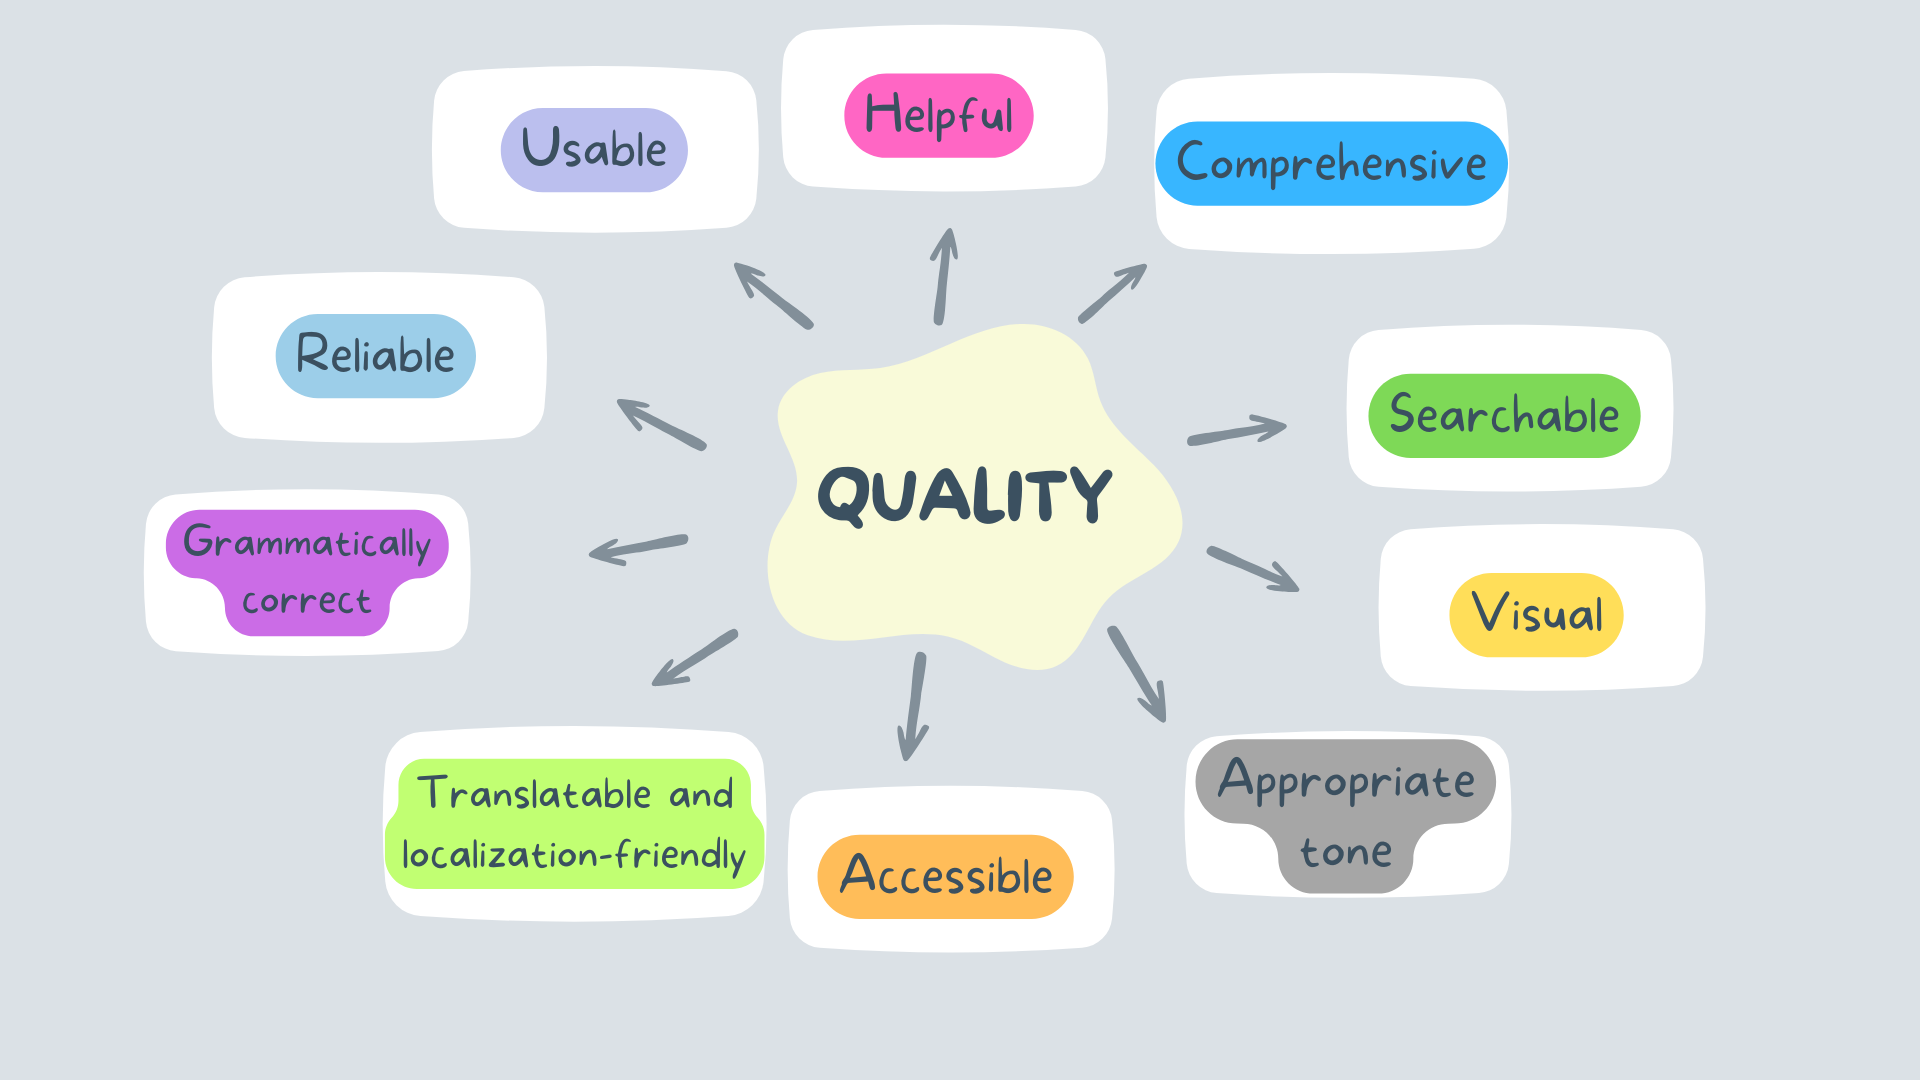 Helpful
Usable
Comprehensive
Reliable
Searchable
QUALITY
Grammatically
correct
Visual
Translatable and
localization-friendly
Accessible
Appropriate
tone